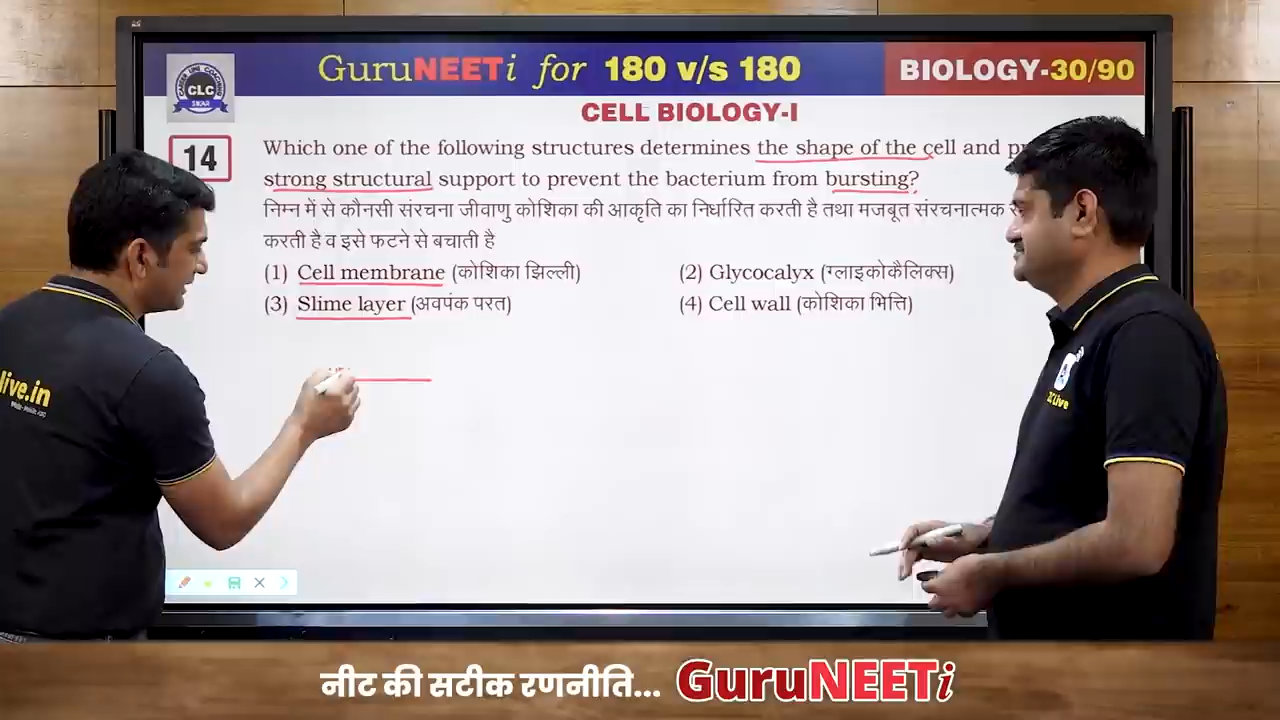 GuruNEETi for 180 v/s 180
BIOLOGY-30/90
CLC
SIKAR
CELL BIOLOGY-I
14
Which one of the following structures determines the shape of the cell and
strong structural support to prevent the bacterium from bursting?
निम्न में से कौनसी संरचना जीवाणु कोशिका की आकृति का निर्धारित करती है तथा मजबूत संरचनात्मक
करती है व इसे फटने से बचाती है
(1) Cell membrane (कोशिका झिल्ली)
(2) Glycocalyx (ग्लाइकोकैलिक्स)
(3) Slime layer (अवपंक परत)
(4) Cell wall (कोशिका भित्ति)
live.in
Live
नीट की सटीक रणनीति... GuruNEETi